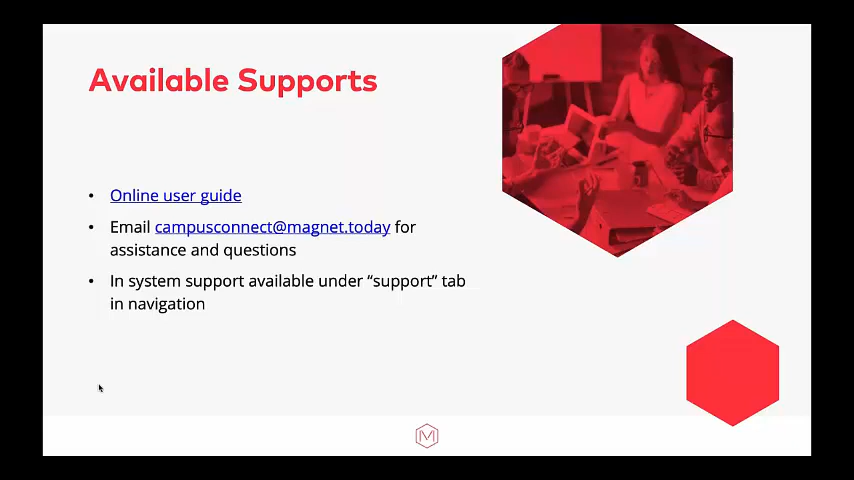 Available Supports
• Online user guide
• Email campusconnect@magnet.today for
assistance and questions
• In system support available under “support” tab
in navigation
M